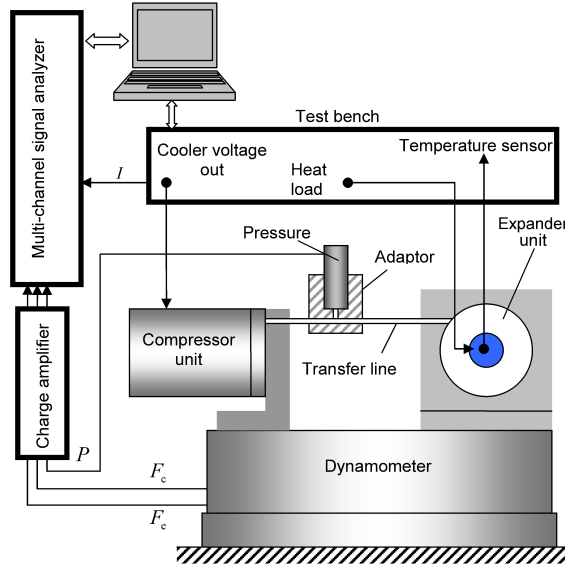 Multi-channel signal analyzer
Test bench
Cooler voltage
out
Heat
load
Temperature sensor
I
Pressure
Adaptor
Expander
unit
Compressor
unit
Transfer line
Charge amplifier
P
Dynamometer
Fc
Fe